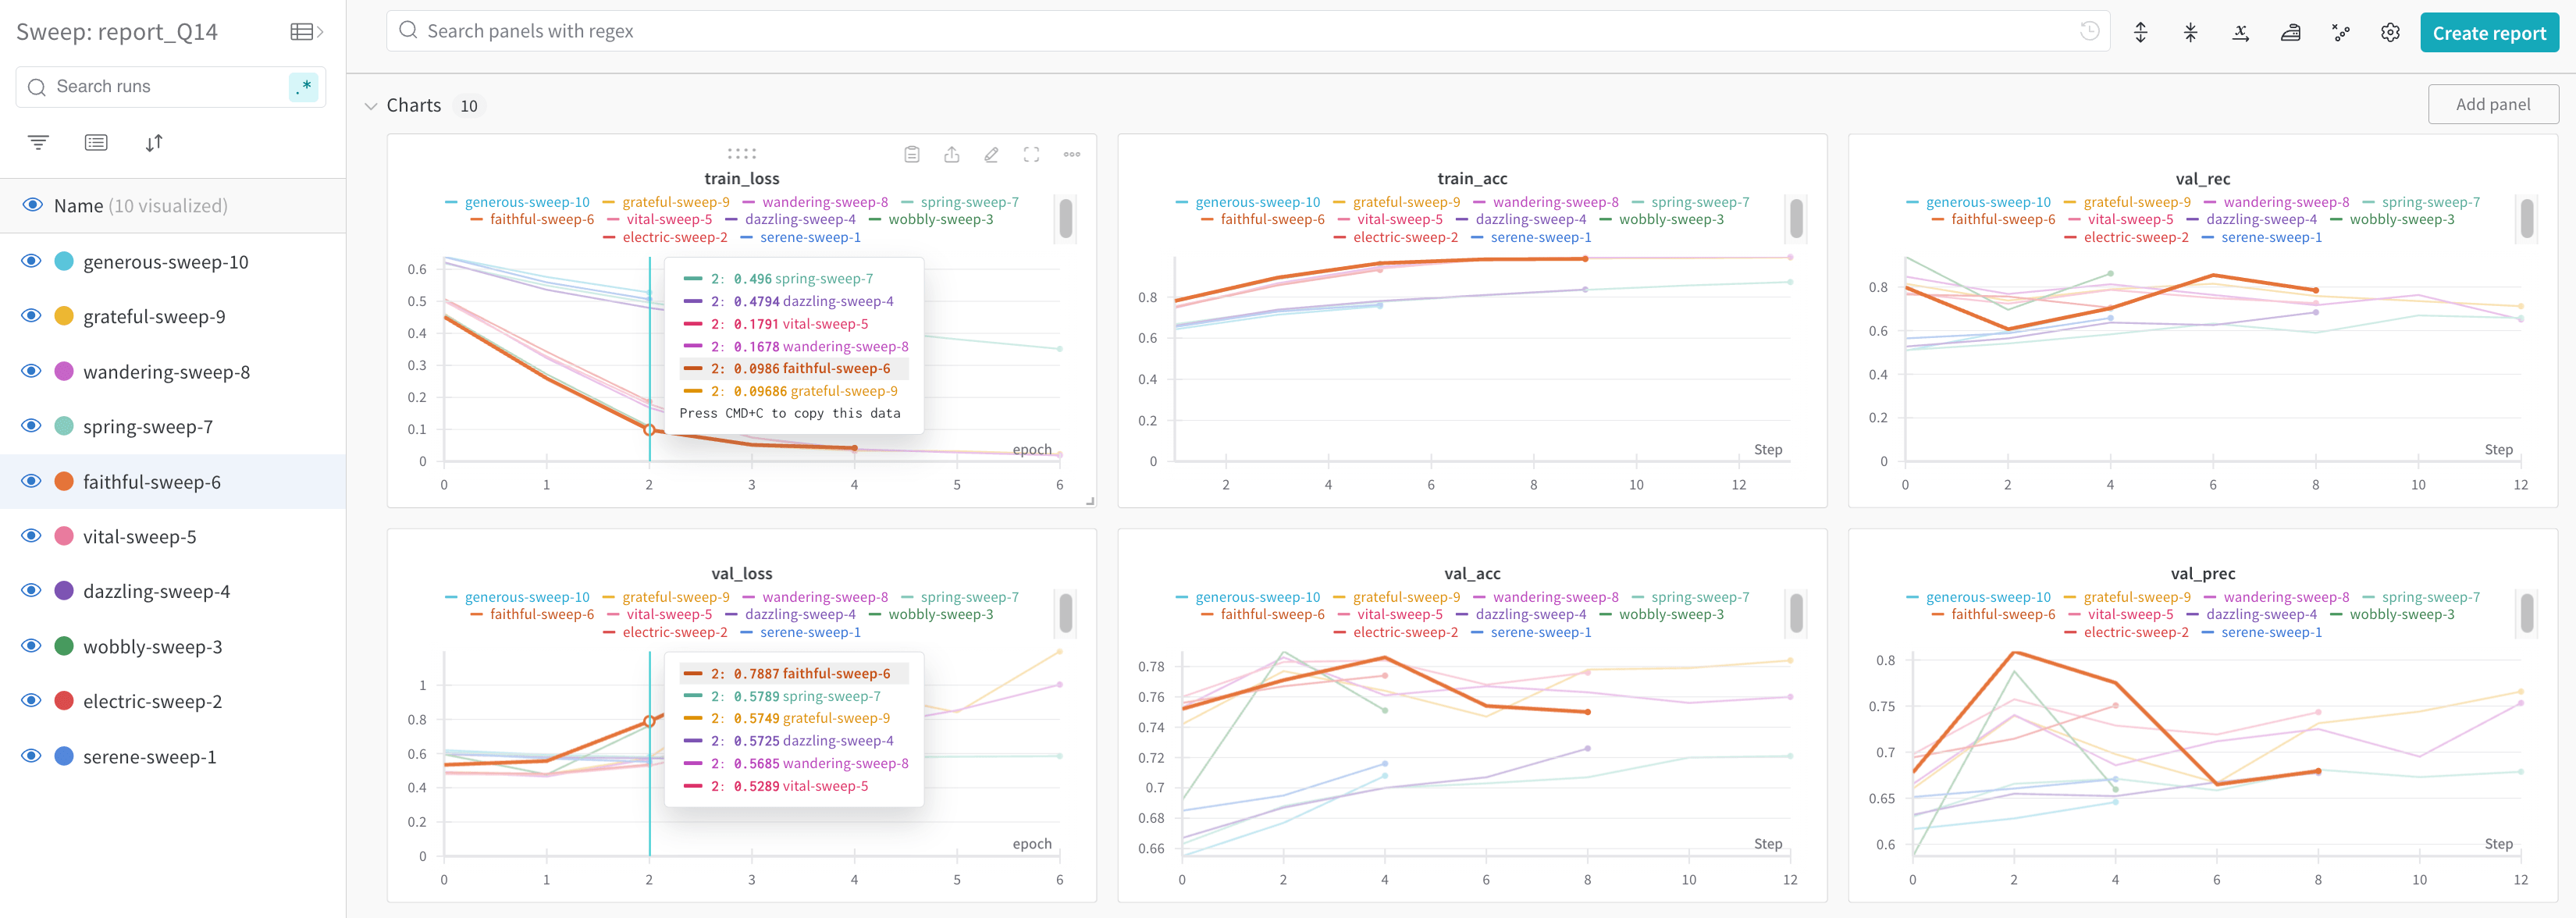 Sweep: report_Q14
Search runs
.*
Name (10 visualized)
generous-sweep-10
grateful-sweep-9
wandering-sweep-8
spring-sweep-7
faithful-sweep-6
vital-sweep-5
dazzling-sweep-4
wobbly-sweep-3
electric-sweep-2
serene-sweep-1
Search panels with regex
Create report
Charts 10
Add panel
train_loss
generous-sweep-10 grateful-sweep-9 wandering-sweep-8 spring-sweep-7
faithful-sweep-6 vital-sweep-5 dazzling-sweep-4 wobbly-sweep-3
electric-sweep-2 serene-sweep-1
0.6
0.5
0.4
0.3
0.2
0.1
0
2: 0.496 spring-sweep-7
2: 0.4794 dazzling-sweep-4
2: 0.1791 vital-sweep-5
2: 0.1678 wandering-sweep-8
2: 0.0986 faithful-sweep-6
2: 0.09686 grateful-sweep-9
Press CMD+C to copy this data
epoch
0 1 2 3 4 5 6
train_acc
generous-sweep-10 grateful-sweep-9 wandering-sweep-8 spring-sweep-7
faithful-sweep-6 vital-sweep-5 dazzling-sweep-4 wobbly-sweep-3
electric-sweep-2 serene-sweep-1
0.8
0.6
0.4
0.2
0
Step
2 4 6 8 10 12
val_rec
generous-sweep-10 grateful-sweep-9 wandering-sweep-8 spring-sweep-7
faithful-sweep-6 vital-sweep-5 dazzling-sweep-4 wobbly-sweep-3
electric-sweep-2 serene-sweep-1
0.8
0.6
0.4
0.2
0
Step
0 2 4 6 8 10 12
val_loss
generous-sweep-10 grateful-sweep-9 wandering-sweep-8 spring-sweep-7
faithful-sweep-6 vital-sweep-5 dazzling-sweep-4 wobbly-sweep-3
electric-sweep-2 serene-sweep-1
1
0.8
0.6
0.4
0.2
0
2: 0.7887 faithful-sweep-6
2: 0.5789 spring-sweep-7
2: 0.5749 grateful-sweep-9
2: 0.5725 dazzling-sweep-4
2: 0.5685 wandering-sweep-8
2: 0.5289 vital-sweep-5
epoch
0 1 2 3 4 5 6
val_acc
generous-sweep-10 grateful-sweep-9 wandering-sweep-8 spring-sweep-7
faithful-sweep-6 vital-sweep-5 dazzling-sweep-4 wobbly-sweep-3
electric-sweep-2 serene-sweep-1
0.78
0.76
0.74
0.72
0.7
0.68
0.66
Step
0 2 4 6 8 10 12
val_prec
generous-sweep-10 grateful-sweep-9 wandering-sweep-8 spring-sweep-7
faithful-sweep-6 vital-sweep-5 dazzling-sweep-4 wobbly-sweep-3
electric-sweep-2 serene-sweep-1
0.8
0.75
0.7
0.65
0.6
Step
0 2 4 6 8 10 12